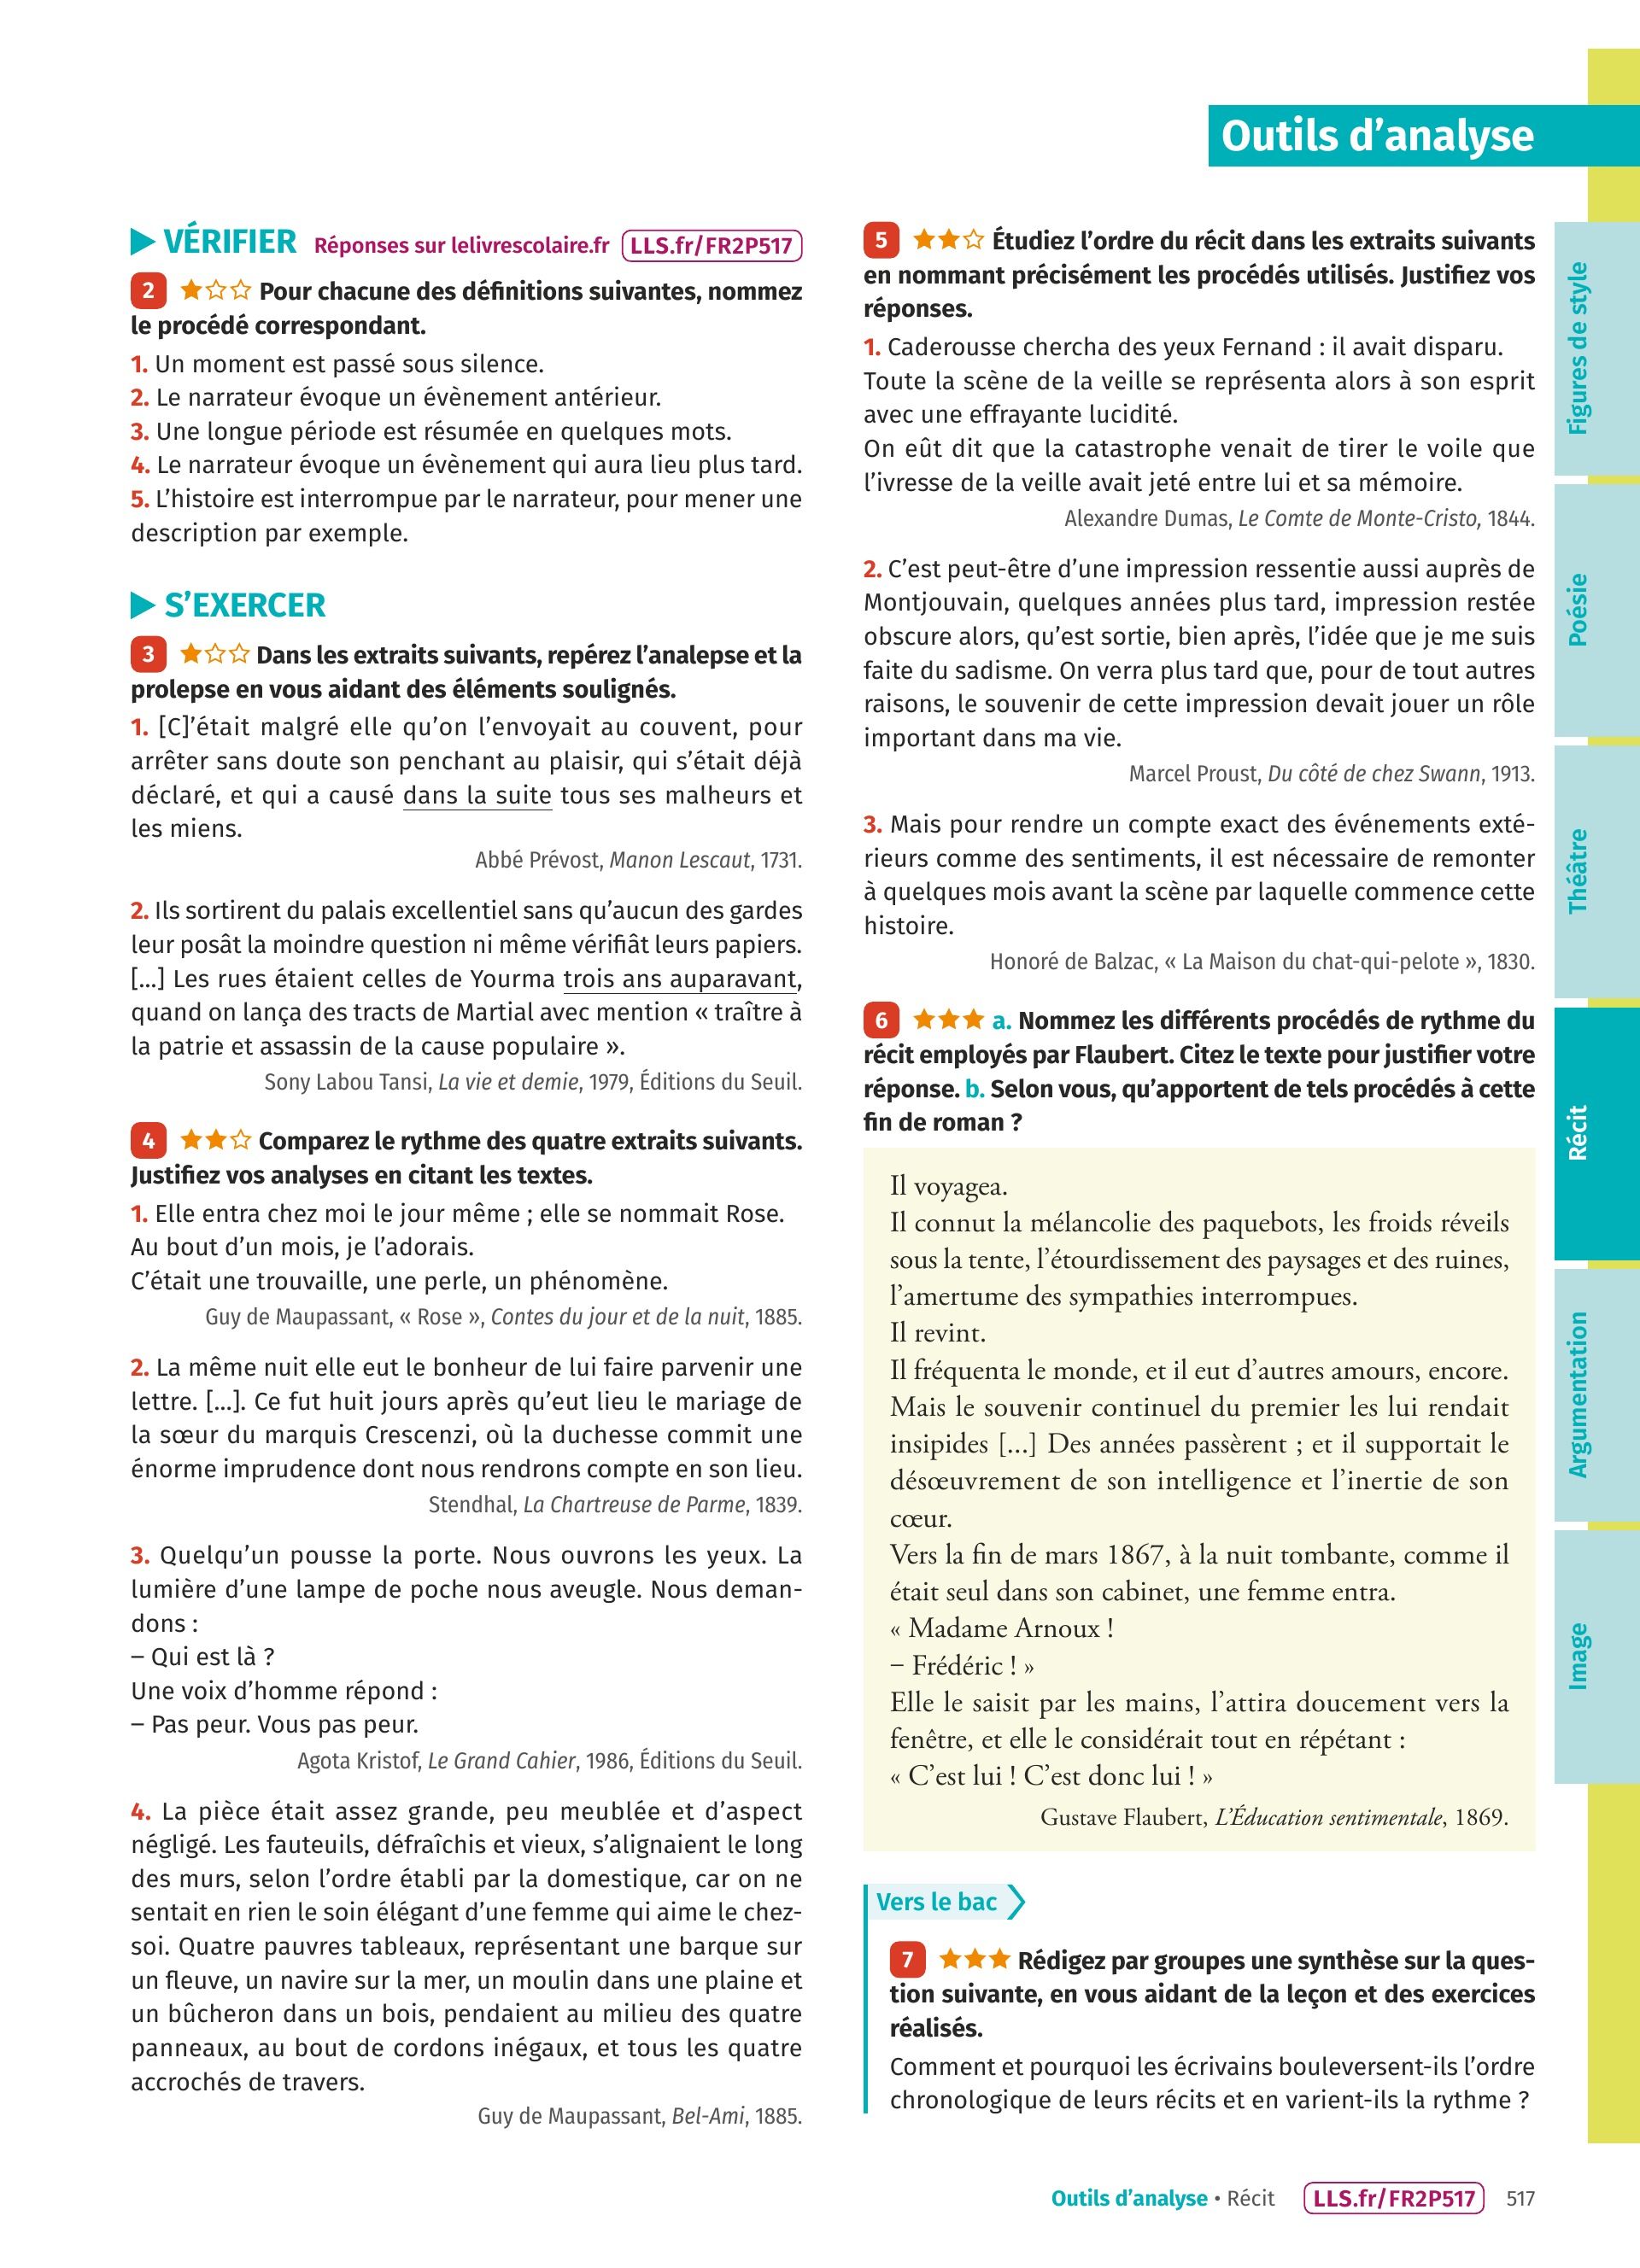 Outils d’analyse
VÉRIFIER Réponses sur lelivrescolaire.fr LLS.fr/FR2P517
2 Pour chacune des définitions suivantes, nommez
le procédé correspondant.
1. Un moment est passé sous silence.
2. Le narrateur évoque un évènement antérieur.
3. Une longue période est résumée en quelques mots.
4. Le narrateur évoque un évènement qui aura lieu plus tard.
5. L’histoire est interrompue par le narrateur, pour mener une
description par exemple.
S’EXERCER
3 Dans les extraits suivants, repérez l’analepse et la
prolepse en vous aidant des éléments soulignés.
1. [C]’était malgré elle qu’on l’envoyait au couvent, pour
arrêter sans doute son penchant au plaisir, qui s’était déjà
déclaré, et qui a causé dans la suite tous ses malheurs et
les miens.
Abbé Prévost, Manon Lescaut, 1731.
2. Ils sortirent du palais excellentiel sans qu’aucun des gardes
leur posât la moindre question ni même vérifiât leurs papiers.
[...] Les rues étaient celles de Yourma trois ans auparavant,
quand on lança des tracts de Martial avec mention « traître à
la patrie et assassin de la cause populaire ».
Sony Labou Tansi, La vie et demie, 1979, Éditions du Seuil.
4 Comparez le rythme des quatre extraits suivants.
Justifiez vos analyses en citant les textes.
1. Elle entra chez moi le jour même ; elle se nommait Rose.
Au bout d’un mois, je l’adorais.
C’était une trouvaille, une perle, un phénomène.
Guy de Maupassant, « Rose », Contes du jour et de la nuit, 1885.
2. La même nuit elle eut le bonheur de lui faire parvenir une
lettre. [...]. Ce fut huit jours après qu’eut lieu le mariage de
la sœur du marquis Crescenzi, où la duchesse commit une
énorme imprudence dont nous rendrons compte en son lieu.
Stendhal, La Chartreuse de Parme, 1839.
3. Quelqu’un pousse la porte. Nous ouvrons les yeux. La
lumière d’une lampe de poche nous aveugle. Nous deman-
dons :
– Qui est là ?
Une voix d’homme répond :
– Pas peur. Vous pas peur.
Agota Kristof, Le Grand Cahier, 1986, Éditions du Seuil.
4. La pièce était assez grande, peu meublée et d’aspect
négligé. Les fauteuils, défraîchis et vieux, s’alignaient le long
des murs, selon l’ordre établi par la domestique, car on ne
sentait en rien le soin élégant d’une femme qui aime le chez-
soi. Quatre pauvres tableaux, représentant une barque sur
un fleuve, un navire sur la mer, un moulin dans une plaine et
un bûcheron dans un bois, pendaient au milieu des quatre
panneaux, au bout de cordons inégaux, et tous les quatre
accrochés de travers.
Guy de Maupassant, Bel-Ami, 1885.
5 Étudiez l’ordre du récit dans les extraits suivants
en nommant précisément les procédés utilisés. Justifiez vos
réponses.
1. Caderousse chercha des yeux Fernand : il avait disparu.
Toute la scène de la veille se représenta alors à son esprit
avec une effrayante lucidité.
On eût dit que la catastrophe venait de tirer le voile que
l’ivresse de la veille avait jeté entre lui et sa mémoire.
Alexandre Dumas, Le Comte de Monte-Cristo, 1844.
2. C’est peut-être d’une impression ressentie aussi auprès de
Montjouvain, quelques années plus tard, impression restée
obscure alors, qu’est sortie, bien après, l’idée que je me suis
faite du sadisme. On verra plus tard que, pour de tout autres
raisons, le souvenir de cette impression devait jouer un rôle
important dans ma vie.
Marcel Proust, Du côté de chez Swann, 1913.
3. Mais pour rendre un compte exact des événements exté-
rieurs comme des sentiments, il est nécessaire de remonter
à quelques mois avant la scène par laquelle commence cette
histoire.
Honoré de Balzac, « La Maison du chat-qui-pelote », 1830.
6 a. Nommez les différents procédés de rythme du
récit employés par Flaubert. Citez le texte pour justifier votre
réponse. b. Selon vous, qu’apportent de tels procédés à cette
fin de roman ?
Il voyagea.
Il connut la mélancolie des paquebots, les froids réveils
sous la tente, l’étourdissement des paysages et des ruines,
l’amertume des sympathies interrompues.
Il revint.
Il fréquenta le monde, et il eut d’autres amours, encore.
Mais le souvenir continuel du premier les lui rendait
insipides [...] Des années passèrent ; et il supportait le
désœuvrement de son intelligence et l’inertie de son
cœur.
Vers la fin de mars 1867, à la nuit tombante, comme il
était seul dans son cabinet, une femme entra.
« Madame Arnoux !
– Frédéric ! »
Elle le saisit par les mains, l’attira doucement vers la
fenêtre, et elle le considérait tout en répétant :
« C’est lui ! C’est donc lui ! »
Gustave Flaubert, L’Éducation sentimentale, 1869.
Vers le bac
7 Rédigez par groupes une synthèse sur la ques-
tion suivante, en vous aidant de la leçon et des exercices
réalisés.
Comment et pourquoi les écrivains bouleversent-ils l’ordre
chronologique de leurs récits et en varient-ils la rythme ?
Figures de style
Poésie
Théâtre
Récit
Argumentation
Image
Outils d’analyse • Récit LLS.fr/FR2P517 517